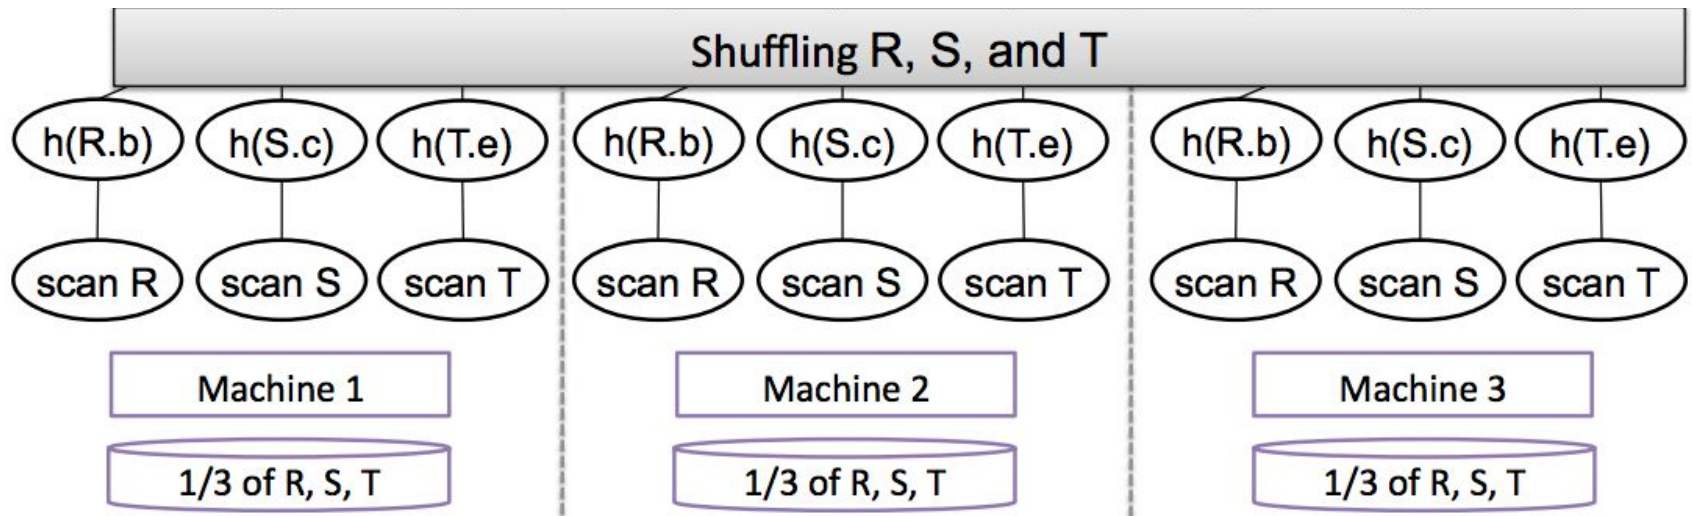 Shuffling R, S, and T
h(R.b) h(S.c) h(T.e) h(R.b) h(S.c) h(T.e) h(R.b) h(S.c) h(T.e)
scan R scan S scan T scan R scan S scan T scan R scan S scan T
Machine 1 Machine 2 Machine 3
1/3 of R, S, T 1/3 of R, S, T 1/3 of R, S, T